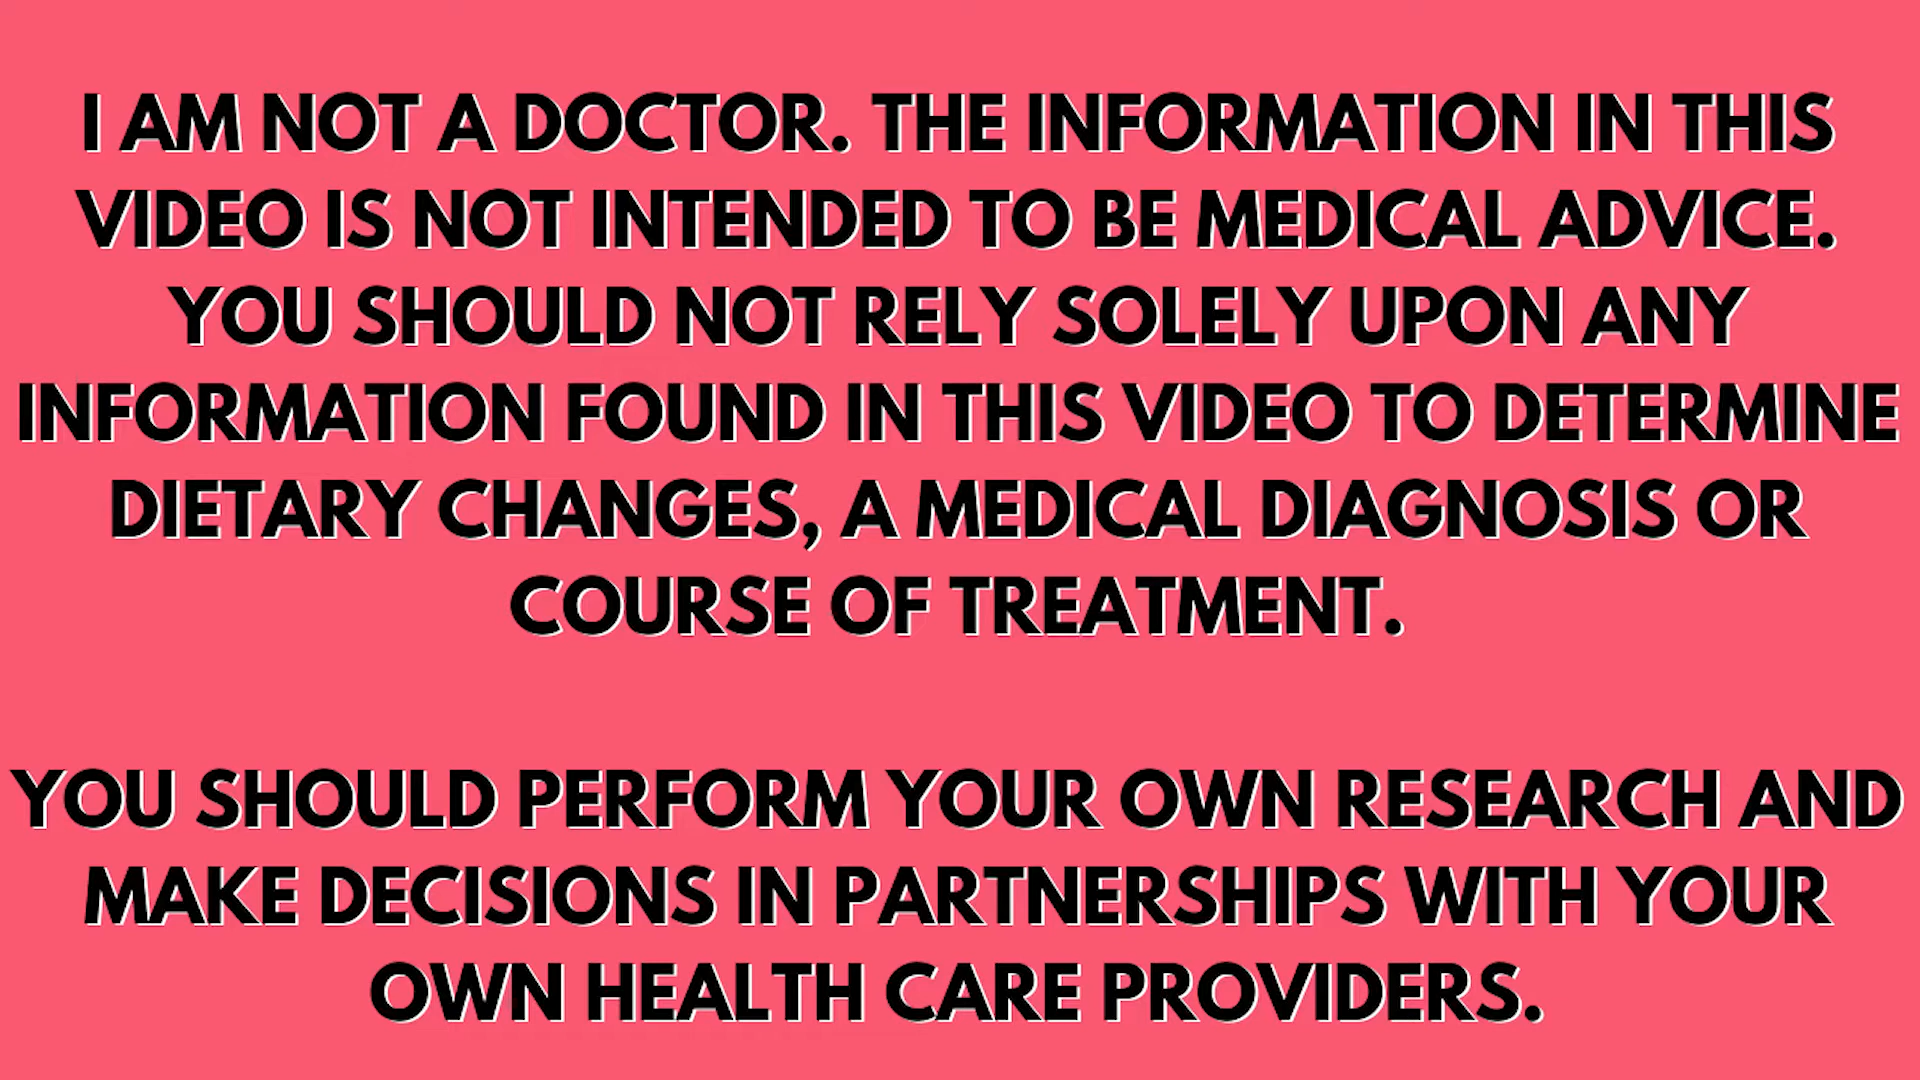 I AM NOT A DOCTOR. THE INFORMATION IN THIS
VIDEO IS NOT INTENDED TO BE MEDICAL ADVICE.
YOU SHOULD NOT RELY SOLELY UPON ANY
INFORMATION FOUND IN THIS VIDEO TO DETERMINE
DIETARY CHANGES, A MEDICAL DIAGNOSIS OR
COURSE OF TREATMENT.
YOU SHOULD PERFORM YOUR OWN RESEARCH AND
MAKE DECISIONS IN PARTNERSHIPS WITH YOUR
OWN HEALTH CARE PROVIDERS.